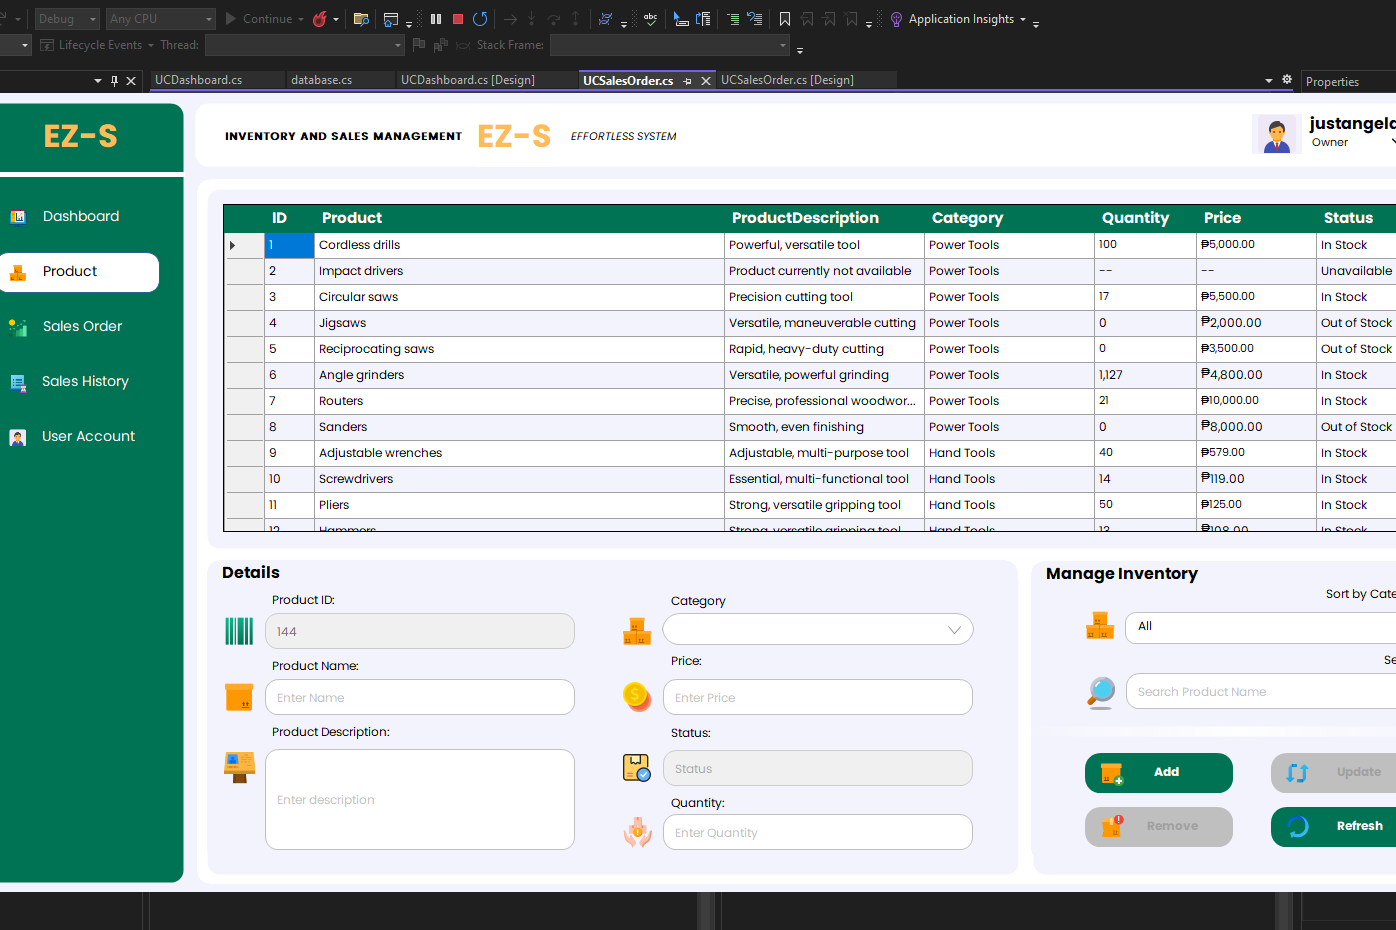 Debug Any CPU Continue abc Application Insights
Lifecycle Events Thread: Stack Frame:
UCDashboard.cs database.cs UCDashboard.cs [Design] UCSalesOrder.cs UCSalesOrder.cs [Design] Properties
EZ-S INVENTORY AND SALES MANAGEMENT EZ-S EFFORTLESS SYSTEM justangel
Owner
Dashboard
Product
Sales Order
Sales History
User Account
ID Product ProductDescription Category Quantity Price Status
1 Cordless drills Powerful, versatile tool Power Tools 100 ₱5,000.00 In Stock
2 Impact drivers Product currently not available Power Tools -- -- Unavailable
3 Circular saws Precision cutting tool Power Tools 17 ₱5,500.00 In Stock
4 Jigsaws Versatile, maneuverable cutting Power Tools 0 ₱2,000.00 Out of Stock
5 Reciprocating saws Rapid, heavy-duty cutting Power Tools 0 ₱3,500.00 Out of Stock
6 Angle grinders Versatile, powerful grinding Power Tools 1,127 ₱4,800.00 In Stock
7 Routers Precise, professional woodwor... Power Tools 21 ₱10,000.00 In Stock
8 Sanders Smooth, even finishing Power Tools 0 ₱8,000.00 Out of Stock
9 Adjustable wrenches Adjustable, multi-purpose tool Hand Tools 40 ₱579.00 In Stock
10 Screwdrivers Essential, multi-functional tool Hand Tools 14 ₱119.00 In Stock
11 Pliers Strong, versatile gripping tool Hand Tools 50 ₱125.00 In Stock
12 Hammers Strong, versatile gripping tool Hand Tools 13 ₱108.00 In Stock
Details
Product ID:
144
Product Name:
Enter Name
Product Description:
Enter description
Category
Price:
Enter Price
Status:
Status
Quantity:
Enter Quantity
Manage Inventory
Sort by Cate
All
Se
Search Product Name
Add Update
Remove Refresh